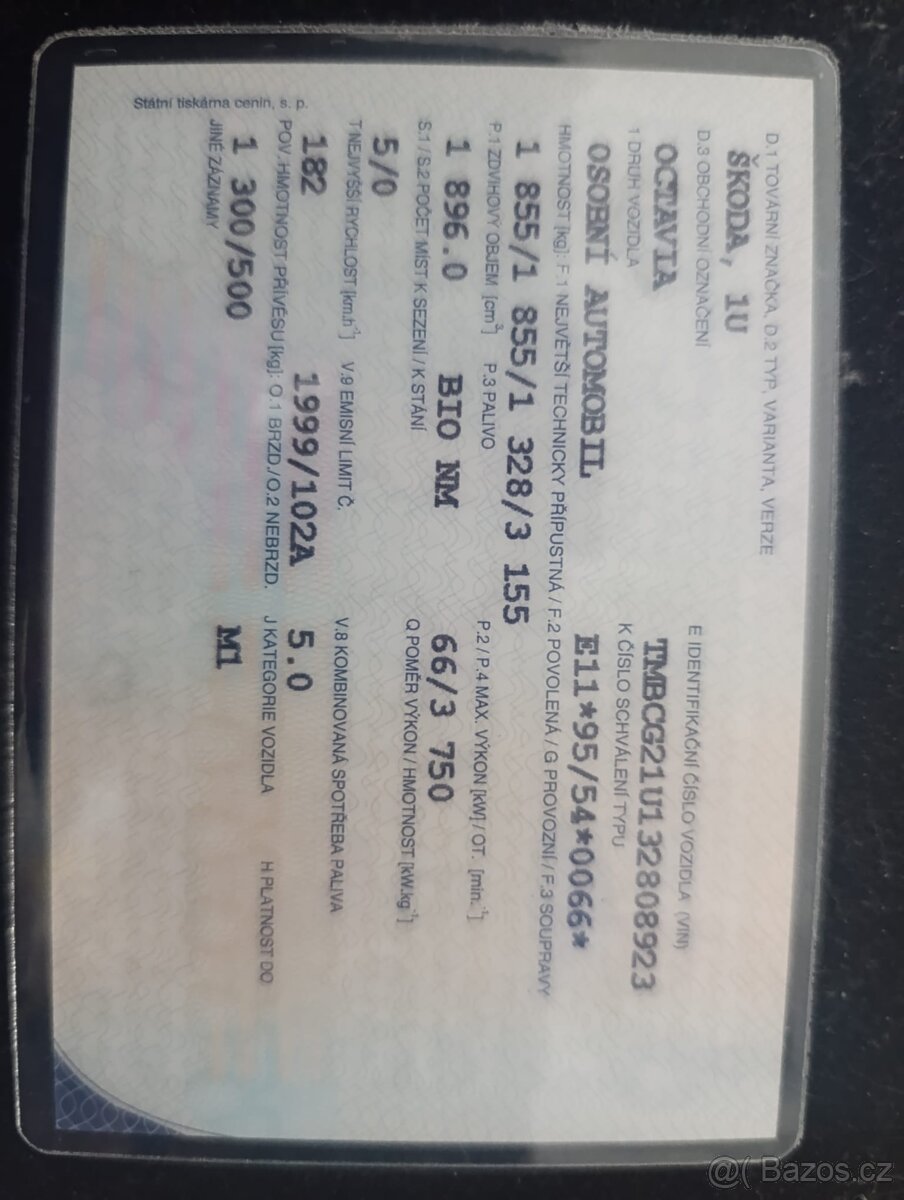 D.1 TOVÁRNÍ ZNAČKA, D.2 TYP, VARIANTA, VERZE
ŠKODA, 1U
D.3 OBCHODNÍ OZNAČENÍ E IDENTIFIKAČNÍ ČÍSLO VOZIDLA (VIN)
OCTAVIA TMBCG21U132808923
1 DRUH VOZIDLA K ČÍSLO SCHVÁLENÍ TYPU
OSOBNÍ AUTOMOBIL E11*95/54*0066*
HMOTNOST [kg]: F.1 NEJVĚTŠÍ TECHNICKY PŘÍPUSTNÁ / F.2 POVOLENÁ / G PROVOZNÍ / F.3 SOUPRAVY
1 855/1 855/1 328/3 155
P.1 ZDVIHOVÝ OBJEM [cm³] P.3 PALIVO P.2 / P.4 MAX. VÝKON [kW] / OT. [min.⁻¹]
1 896.0 BIO NM 66/3 750
S.1 / S.2 POČET MÍST K SEZENÍ / K STÁNÍ Q POMĚR VÝKON / HMOTNOST [kW.kg⁻¹]
5/0
T NEJVYŠŠÍ RYCHLOST [km.h⁻¹] V.9 EMISNÍ LIMIT Č. V.8 KOMBINOVANÁ SPOTŘEBA PALIVA
182 1999/102A 5.0
POV. HMOTNOST PŘÍVĚSU [kg]: O.1 BRZD./O.2 NEBRZD. J KATEGORIE VOZIDLA H PLATNOST DO
1 300/500 M1
JINÉ ZÁZNAMY
Státní tiskárna cenin, s. p.
@( Bazos.cz